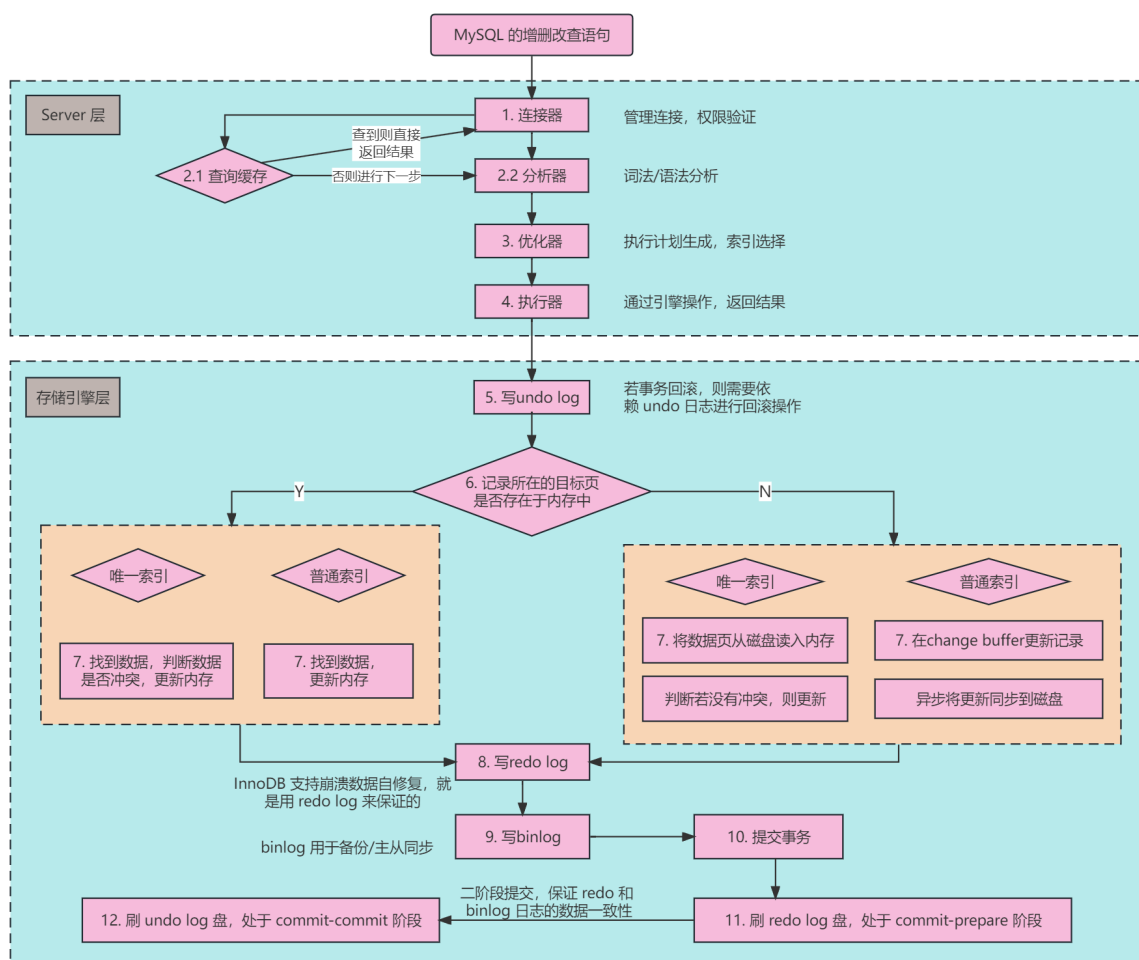 MySQL 的增删改查语句
Server 层
1. 连接器
管理连接，权限验证
查到则直接
返回结果
2.1 查询缓存
否则进行下一步
2.2 分析器
词法/语法分析
3. 优化器
执行计划生成，索引选择
4. 执行器
通过引擎操作，返回结果
存储引擎层
5. 写undo log
若事务回滚，则需要依
赖 undo 日志进行回滚操作
6. 记录所在的目标页
是否存在于内存中
Y
N
唯一索引
普通索引
7. 找到数据，判断数据
是否冲突，更新内存
7. 找到数据，
更新内存
唯一索引
普通索引
7. 将数据页从磁盘读入内存
7. 在change buffer更新记录
判断若没有冲突，则更新
异步将更新同步到磁盘
8. 写redo log
InnoDB 支持崩溃数据自修复，就
是用 redo log 来保证的
9. 写binlog
binlog 用于备份/主从同步
10. 提交事务
二阶段提交，保证 redo 和
binlog 日志的数据一致性
12. 刷 undo log 盘，处于 commit-commit 阶段
11. 刷 redo log 盘，处于 commit-prepare 阶段